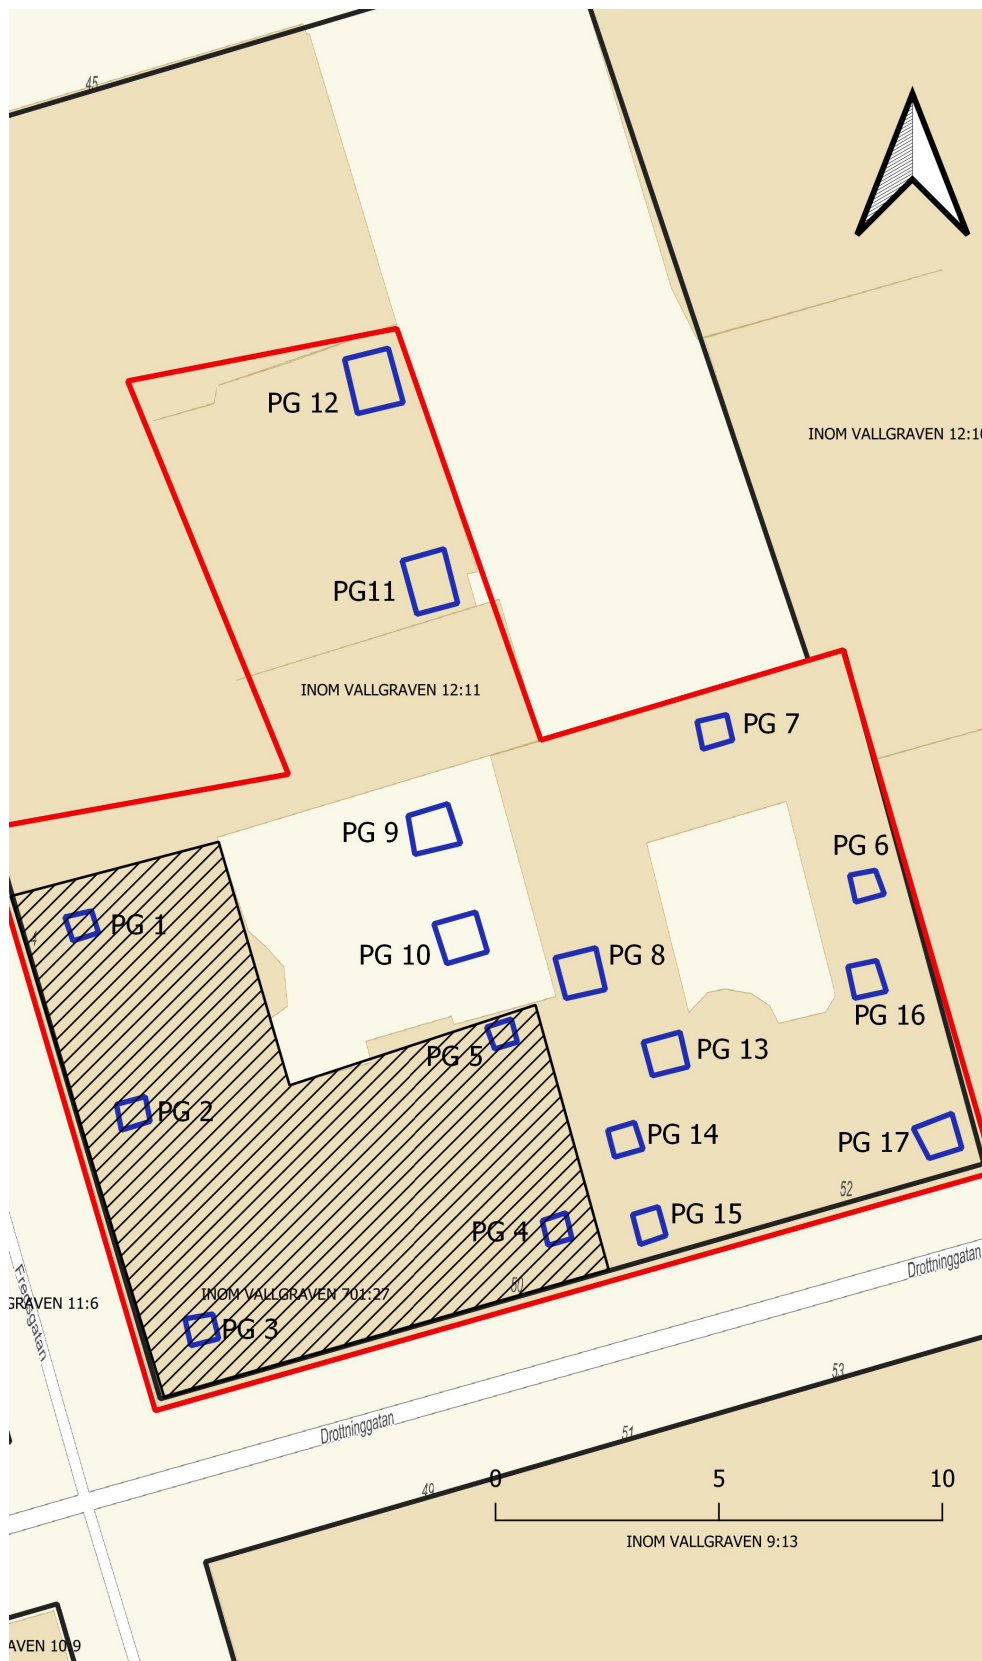 45
PG 12
INOM VALLGRAVEN 12:10
PG11
INOM VALLGRAVEN 12:11
PG 7
PG 9
PG 6
PG 1
4
PG 10
PG 8
PG 16
PG 5
PG 13
PG 2
PG 14
PG 17
52
PG 15
PG 4
Drottninggatan
50
INOM VALLGRAVEN 701:27
GRAVEN 11:6
Fredsgatan
PG 3
53
Drottninggatan
51
49
0 5 10
INOM VALLGRAVEN 9:13
AVEN 10:9